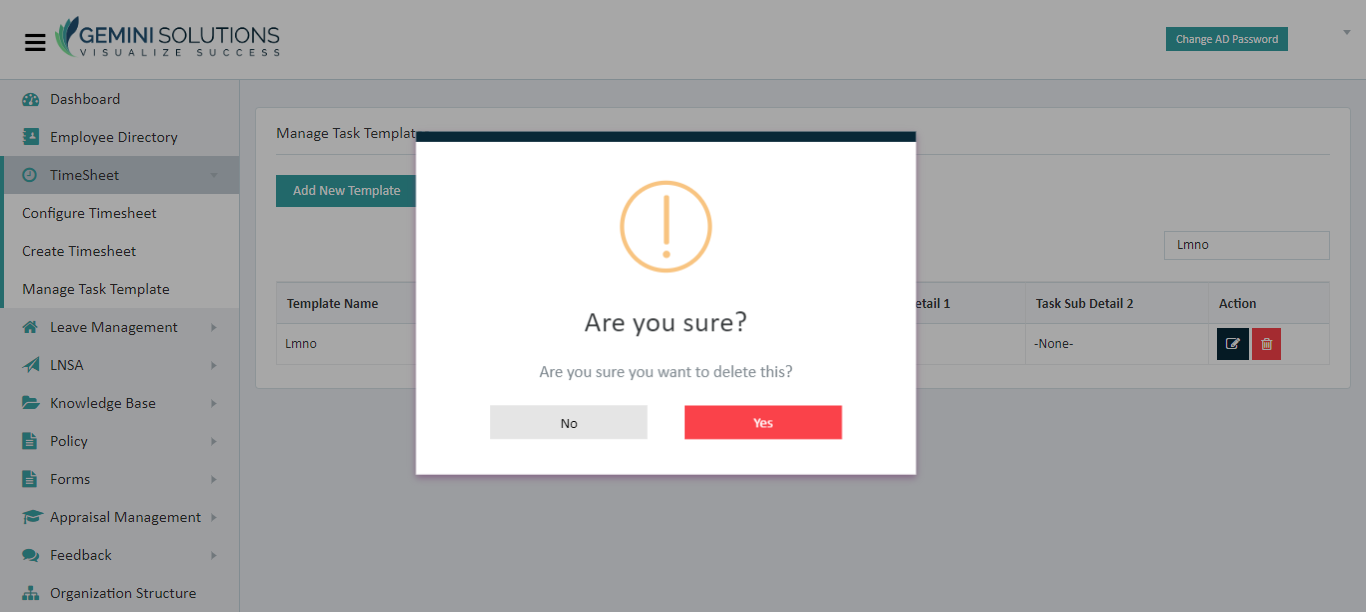 GEMINI SOLUTIONS
VISUALIZE SUCCESS
Change AD Password
Dashboard
Employee Directory
TimeSheet
Configure Timesheet
Create Timesheet
Manage Task Template
Leave Management
LNSA
Knowledge Base
Policy
Forms
Appraisal Management
Feedback
Organization Structure
Manage Task Templat
Add New Template
Lmno
Template Name
etail 1
Task Sub Detail 2
Action
Lmno
-None-
Are you sure?
Are you sure you want to delete this?
No
Yes